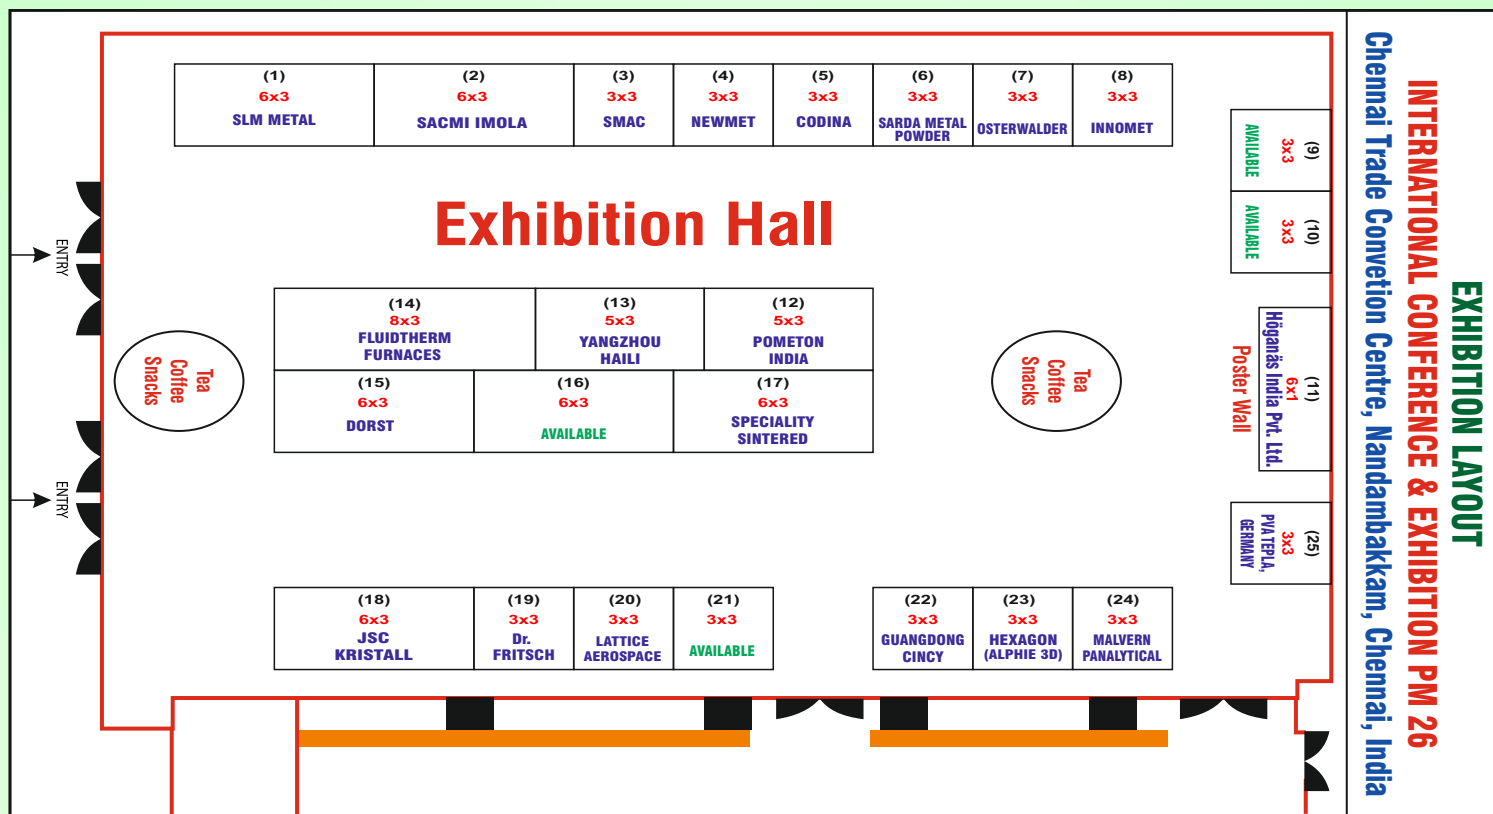 EXHIBITION LAYOUT
INTERNATIONAL CONFERENCE & EXHIBITION PM 26
Chennai Trade Convetion Centre, Nandambakkam, Chennai, India
(1)
6x3
SLM METAL
(2)
6x3
SACMI IMOLA
(3)
3x3
SMAC
(4)
3x3
NEWMET
(5)
3x3
CODINA
(6)
3x3
SARDA METAL
POWDER
(7)
3x3
OSTERWALDER
(8)
3x3
INNOMET
(9)
3x3
AVAILABLE
(10)
3x3
AVAILABLE
Exhibition Hall
ENTRY
(14)
8x3
FLUIDTHERM
FURNACES
(13)
5x3
YANGZHOU
HAILI
(12)
5x3
POMETON
INDIA
(11)
6x1
Höganäs India Pvt. Ltd.
Poster Wall
Tea
Coffee
Snacks
Tea
Coffee
Snacks
(15)
6x3
DORST
(16)
6x3
AVAILABLE
(17)
6x3
SPECIALITY
SINTERED
ENTRY
(25)
3x3
PVA TEPLA,
GERMANY
(18)
6x3
JSC
KRISTALL
(19)
3x3
Dr.
FRITSCH
(20)
3x3
LATTICE
AEROSPACE
(21)
3x3
AVAILABLE
(22)
3x3
GUANGDONG
CINCY
(23)
3x3
HEXAGON
(ALPHIE 3D)
(24)
3x3
MALVERN
PANALYTICAL